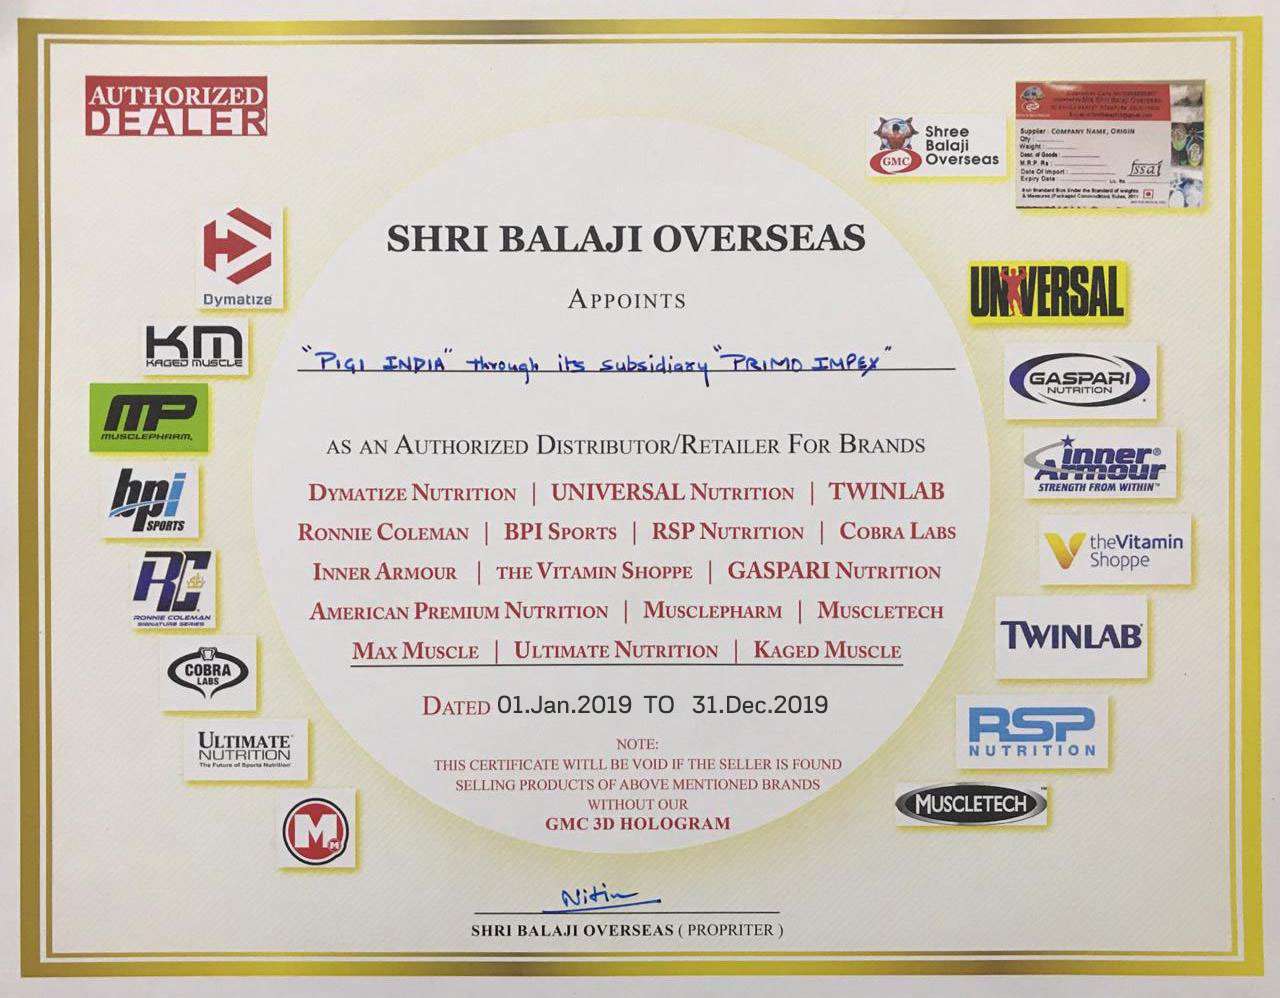 AUTHORIZED
DEALER
GMC
Shree
Balaji
Overseas
Supplier : COMPANY NAME, ORIGIN
Qty :
Weight :
Desc. of Goods :
M.R.P. Rs :
Date Of Import :
Expiry Date
fssai
SHRI BALAJI OVERSEAS
APPOINTS
"PIGI INDIA" through its subsidiary "PRIMO IMPEX"
AS AN AUTHORIZED DISTRIBUTOR/RETAILER FOR BRANDS
DYMATIZE NUTRITION | UNIVERSAL NUTRITION | TWINLAB
RONNIE COLEMAN | BPI SPORTS | RSP NUTRITION | COBRA LABS
INNER ARMOUR | THE VITAMIN SHOPPE | GASPARI NUTRITION
AMERICAN PREMIUM NUTRITION | MUSCLEPHARM | MUSCLETECH
MAX MUSCLE | ULTIMATE NUTRITION | KAGED MUSCLE
DATED 01.Jan.2019 TO 31.Dec.2019
NOTE:
THIS CERTIFICATE WITLL BE VOID IF THE SELLER IS FOUND
SELLING PRODUCTS OF ABOVE MENTIONED BRANDS
WITHOUT OUR
GMC 3D HOLOGRAM
Nitin
SHRI BALAJI OVERSEAS ( PROPRITER )
Dymatize
KM
KAGED MUSCLE
MP
MUSCLEPHARM
bpi
SPORTS
RC
RONNIE COLEMAN
SIGNATURE SERIES
COBRA
LABS
ULTIMATE
NUTRITION
The Future of Sports Nutrition
M
UNIVERSAL
GASPARI
NUTRITION
inner
Armour
STRENGTH FROM WITHIN™
theVitamin
Shoppe
TWINLAB
RSP
NUTRITION
MUSCLETECH